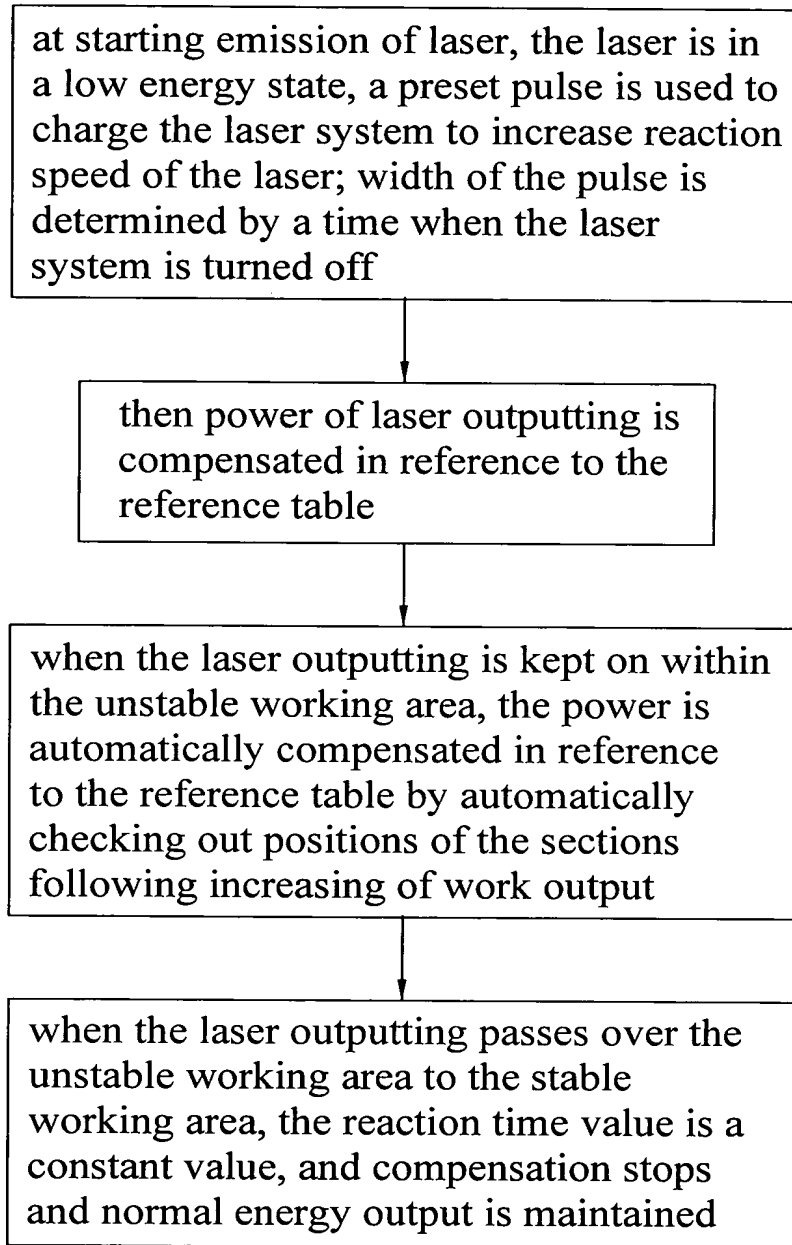 at starting emission of laser, the laser is in
a low energy state, a preset pulse is used to
charge the laser system to increase reaction
speed of the laser; width of the pulse is
determined by a time when the laser
system is turned off
then power of laser outputting is
compensated in reference to the
reference table
when the laser outputting is kept on within
the unstable working area, the power is
automatically compensated in reference
to the reference table by automatically
checking out positions of the sections
following increasing of work output
when the laser outputting passes over the
unstable working area to the stable
working area, the reaction time value is a
constant value, and compensation stops
and normal energy output is maintained